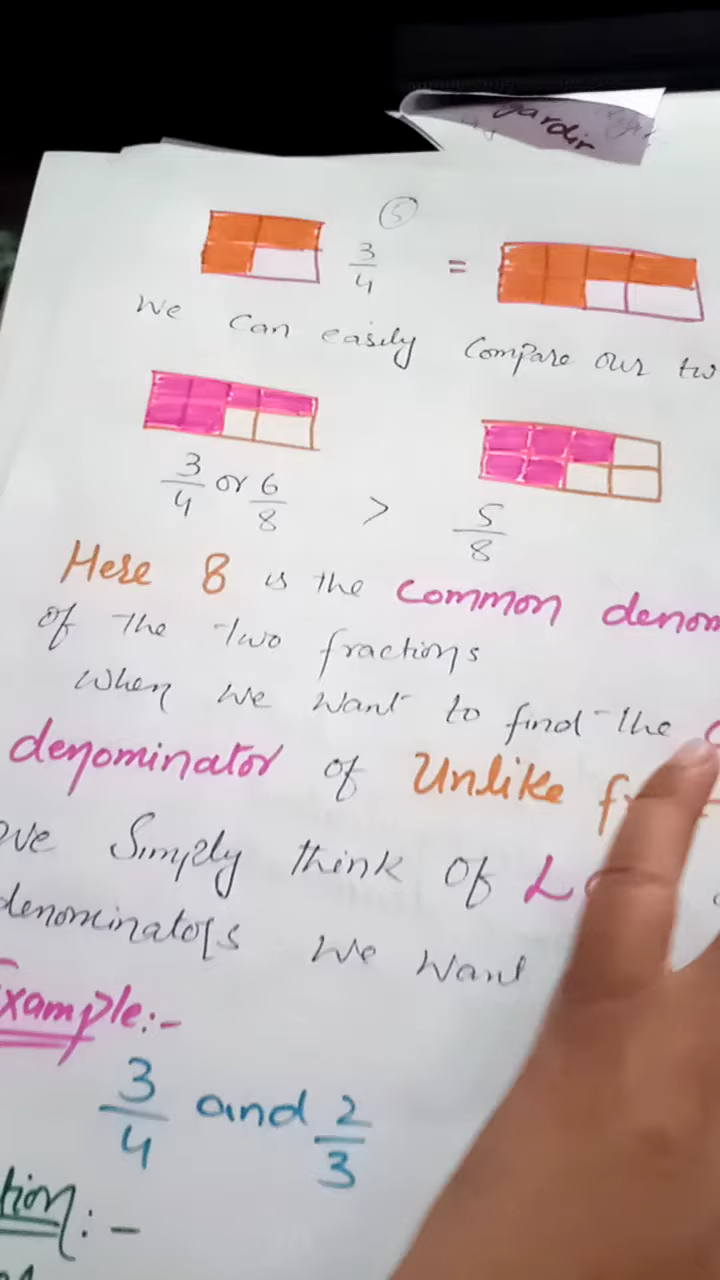 gardir
5
3/4 =
We can easily compare our
3/4 or 6/8 > 5/8
Here 8 is the common
of the two fractions
when we want to find the
denominator of Unlike
we Simply think of
denominators we want
Example:-
3/4 and 2/3